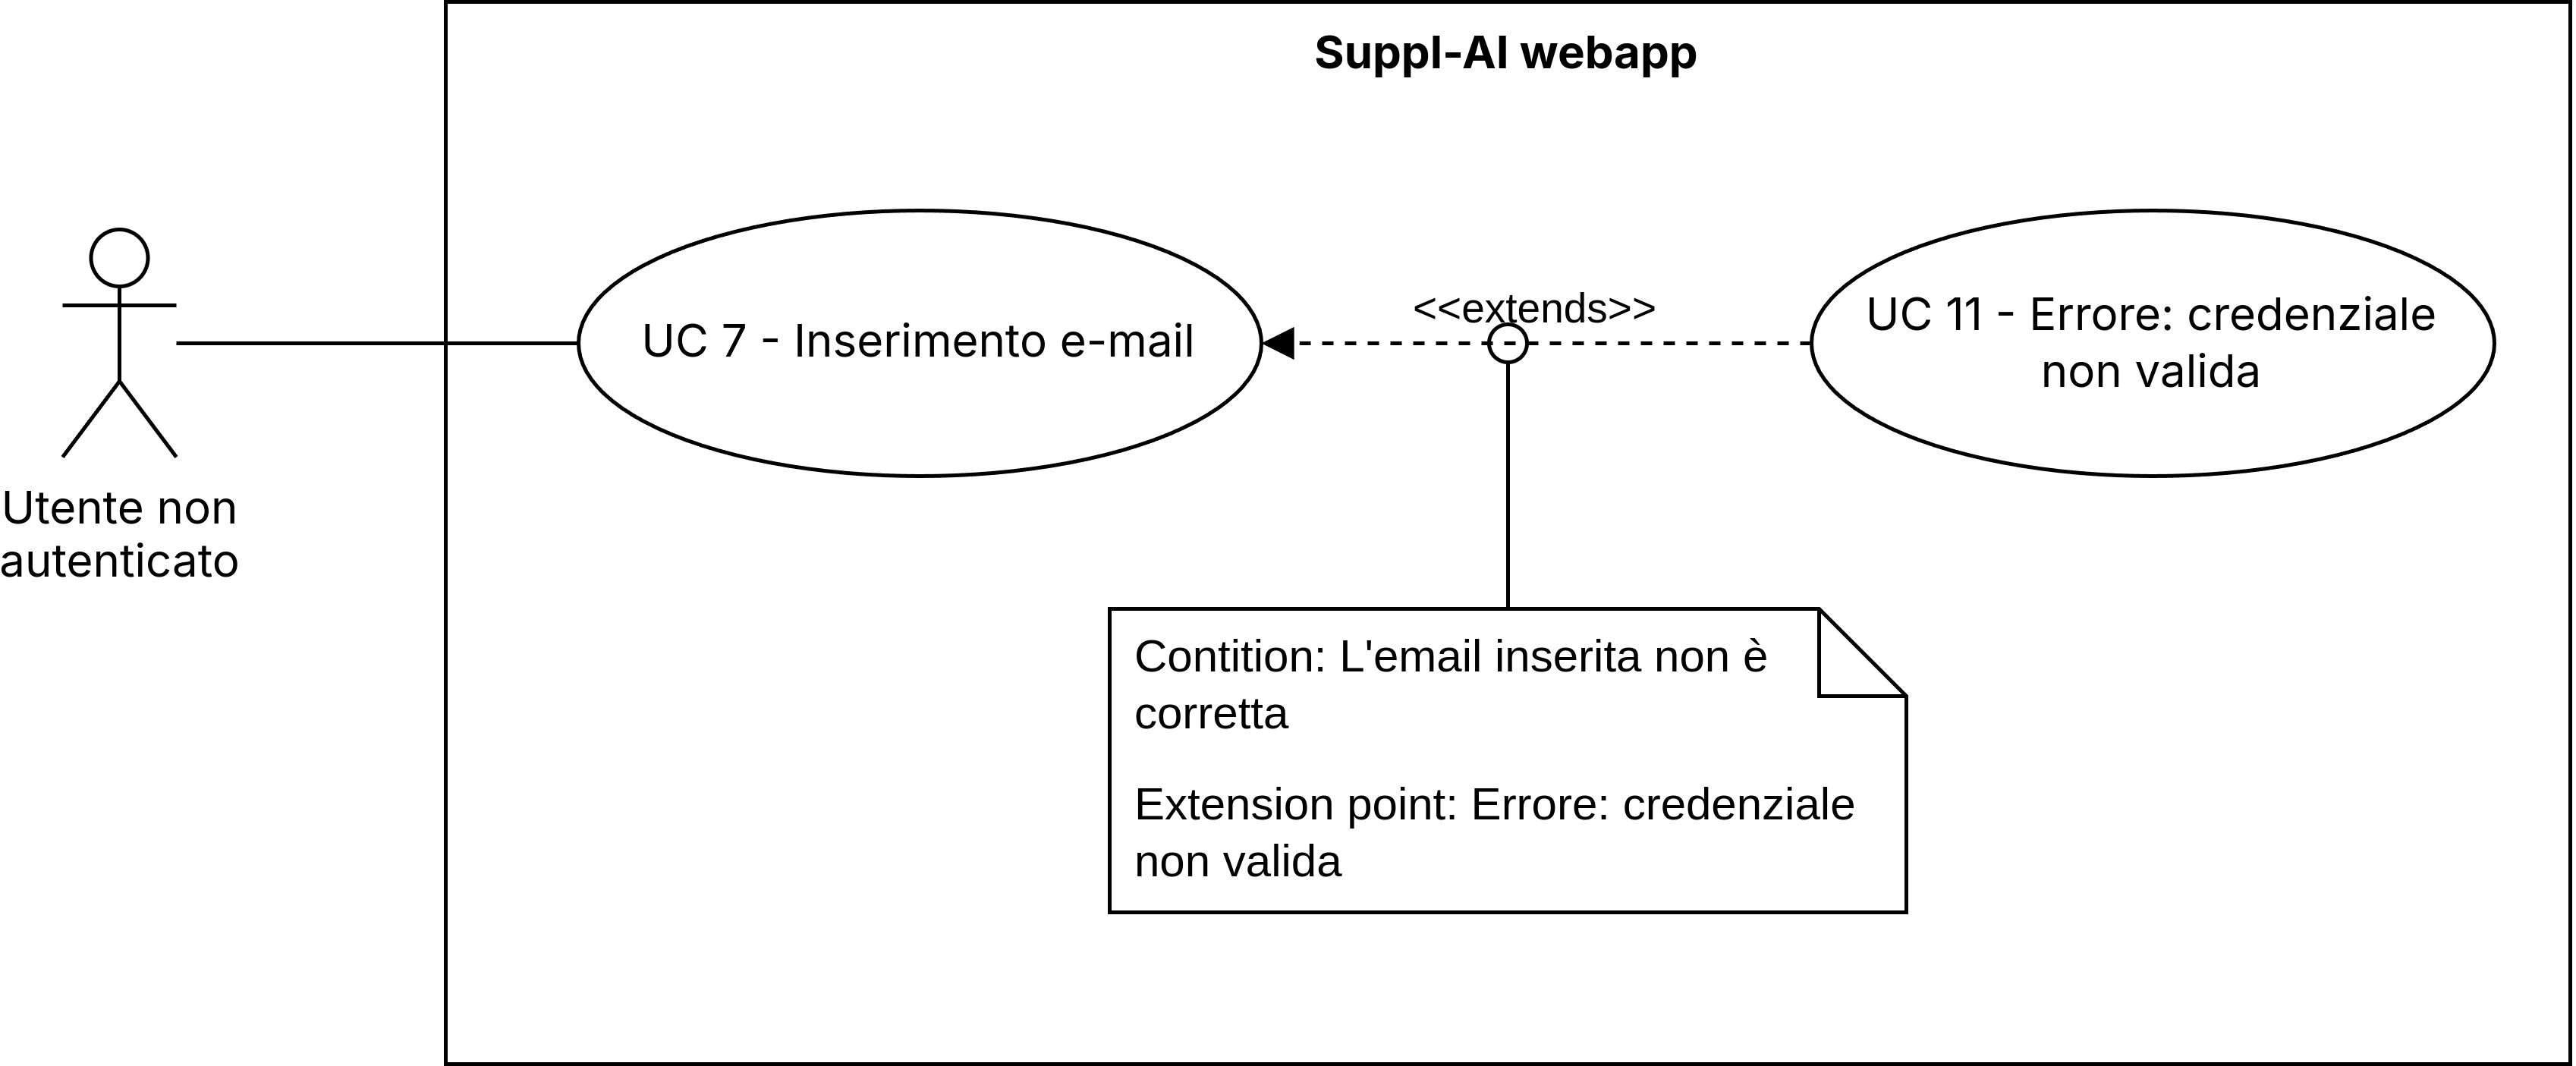 Suppl-AI webapp
Utente non
autenticato
UC 7 - Inserimento e-mail
<<extends>>
UC 11 - Errore: credenziale
non valida
Contition: L'email inserita non è
corretta
Extension point: Errore: credenziale
non valida